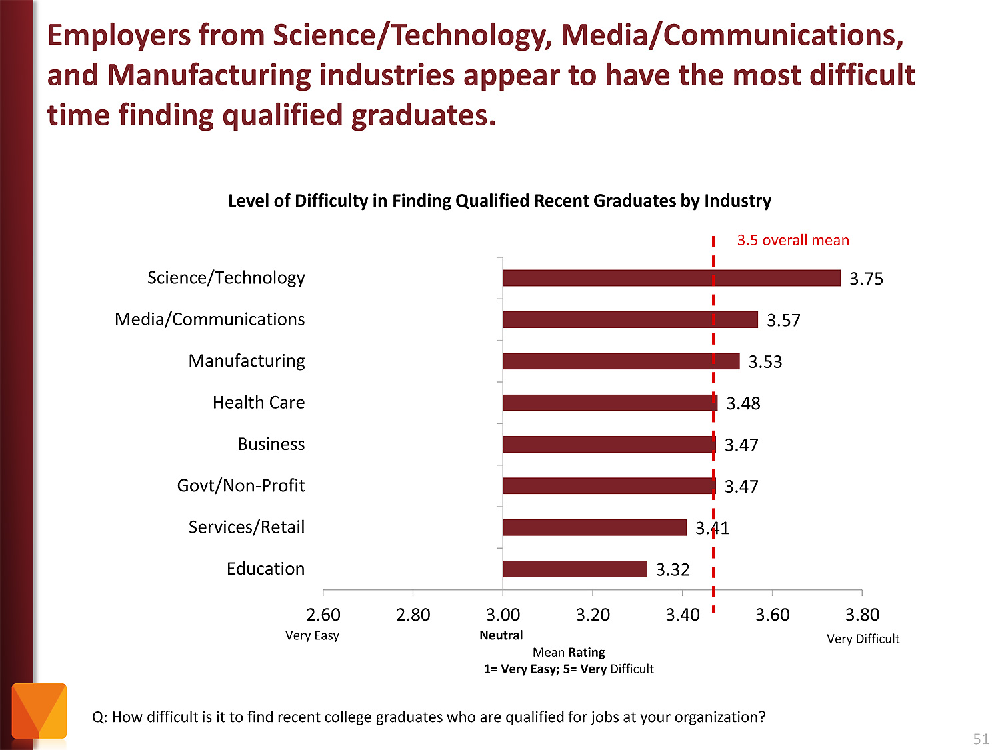 Employers from Science/Technology, Media/Communications,
and Manufacturing industries appear to have the most difficult
time finding qualified graduates.
Level of Difficulty in Finding Qualified Recent Graduates by Industry
3.5 overall mean
Science/Technology 3.75
Media/Communications 3.57
Manufacturing 3.53
Health Care 3.48
Business 3.47
Govt/Non-Profit 3.47
Services/Retail 3.41
Education 3.32
2.60 2.80 3.00 3.20 3.40 3.60 3.80
Very Easy Neutral Very Difficult
Mean Rating
1= Very Easy; 5= Very Difficult
Q: How difficult is it to find recent college graduates who are qualified for jobs at your organization?
51